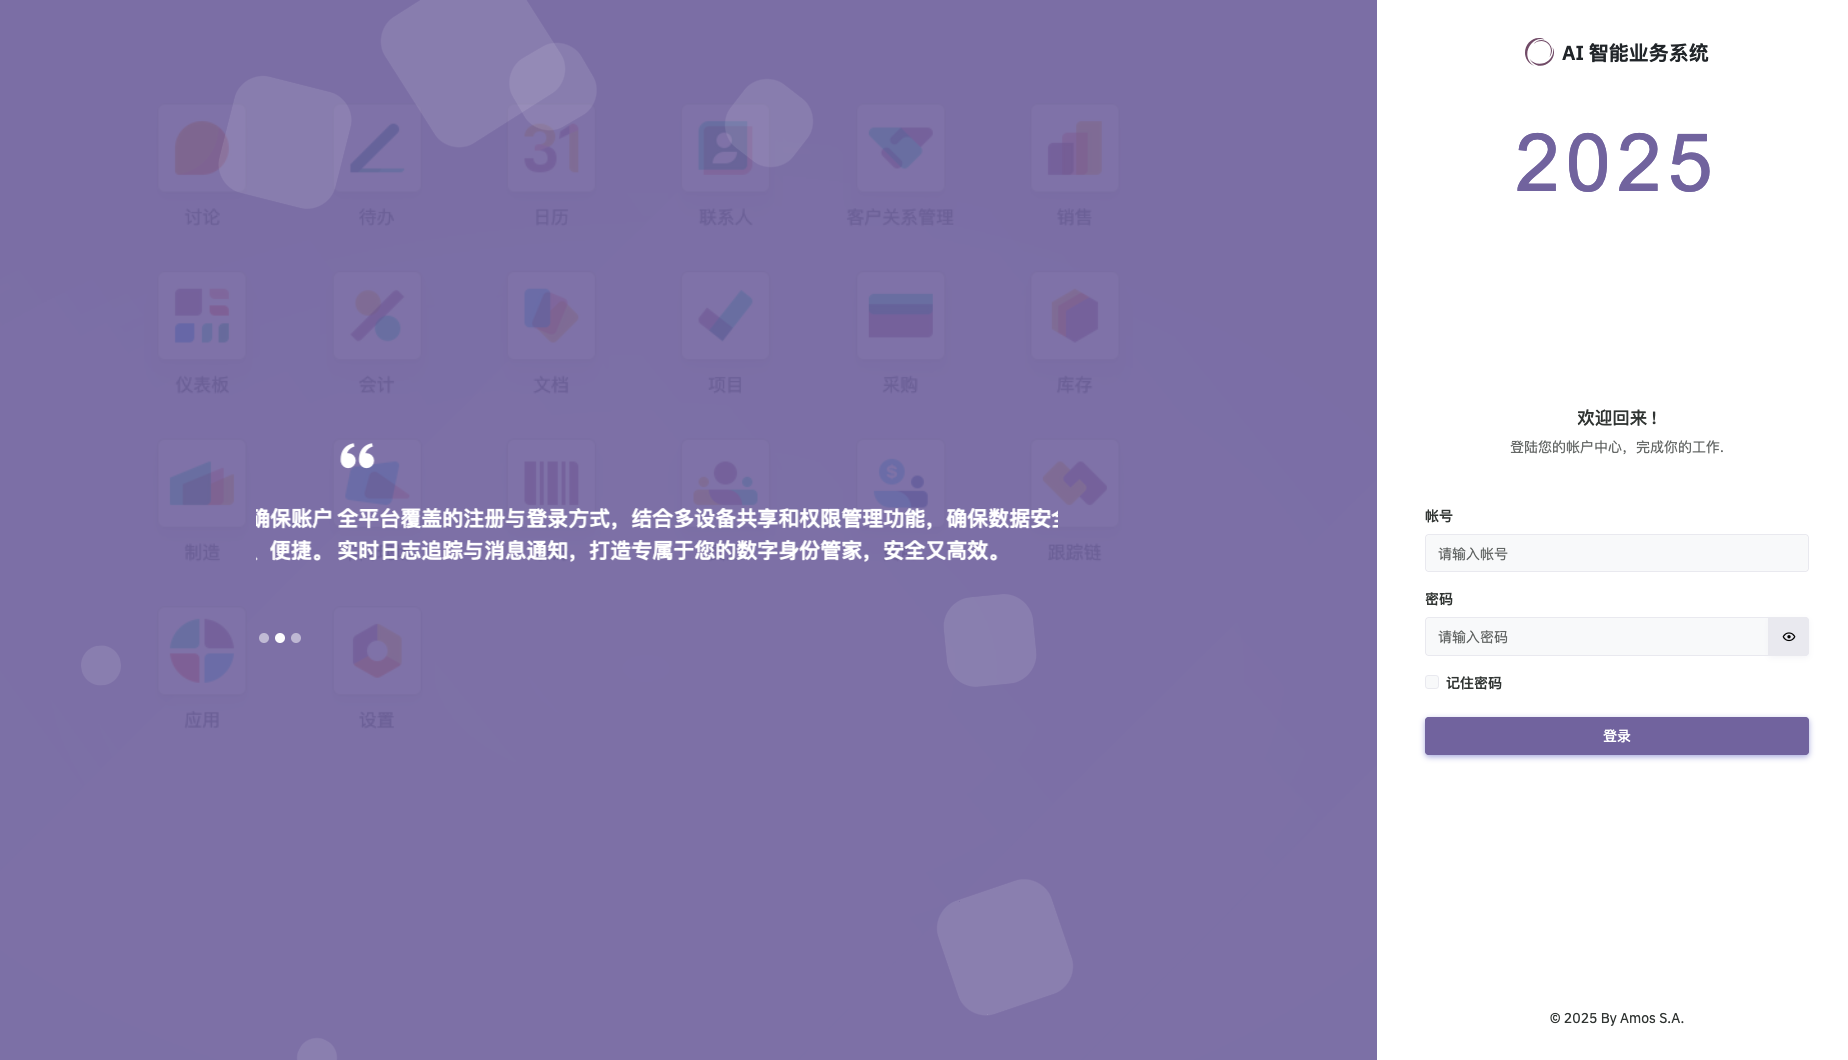 讨论
待办
31
日历
联系人
客户关系管理
销售
仪表板
会计
文档
项目
采购
库存
“
确保账户 全平台覆盖的注册与登录方式，结合多设备共享和权限管理功能，确保数据安全
、便捷。 实时日志追踪与消息通知，打造专属于您的数字身份管家，安全又高效。
$
制造
跟踪链
应用
设置
AI 智能业务系统
2025
欢迎回来！
登陆您的帐户中心，完成你的工作.
帐号
请输入帐号
密码
请输入密码
记住密码
登录
© 2025 By Amos S.A.